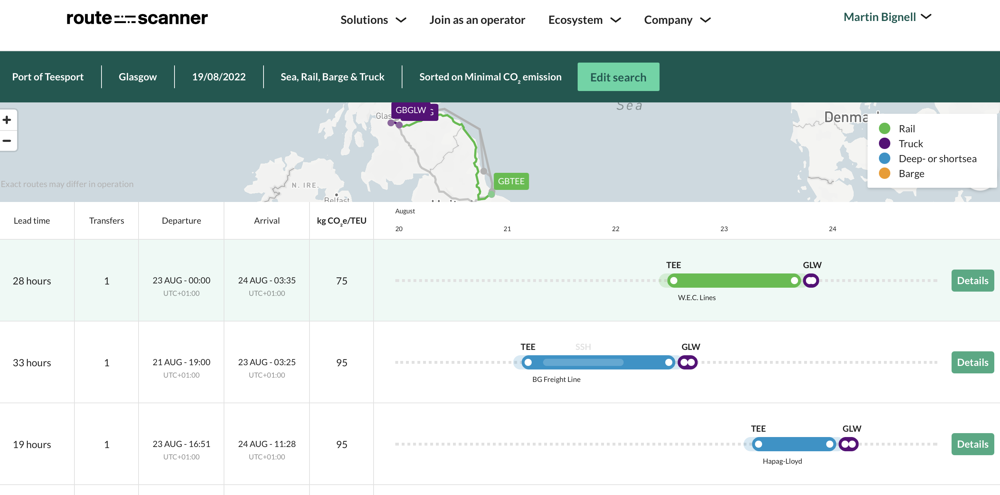 route scanner
Solutions
Join as an operator
Ecosystem
Company
Martin Bignell
Port of Teesport
Glasgow
19/08/2022
Sea, Rail, Barge & Truck
Sorted on Minimal CO₂ emission
Edit search
+
−
Sea
Denma
GBGLW
G
Glas
GBTEE
N. IRE.
Belfast
Exact routes may differ in operation
Rail
Truck
Deep- or shortsea
Barge
Lead time
Transfers
Departure
Arrival
kg CO₂e/TEU
August
20 21 22 23 24
28 hours
1
23 AUG - 00:00
UTC+01:00
24 AUG - 03:35
UTC+01:00
75
TEE GLW
W.E.C. Lines
Details
33 hours
1
21 AUG - 19:00
UTC+01:00
23 AUG - 03:25
UTC+01:00
95
TEE SSH GLW
BG Freight Line
Details
19 hours
1
23 AUG - 16:51
UTC+01:00
24 AUG - 11:28
UTC+01:00
95
TEE GLW
Hapag-Lloyd
Details